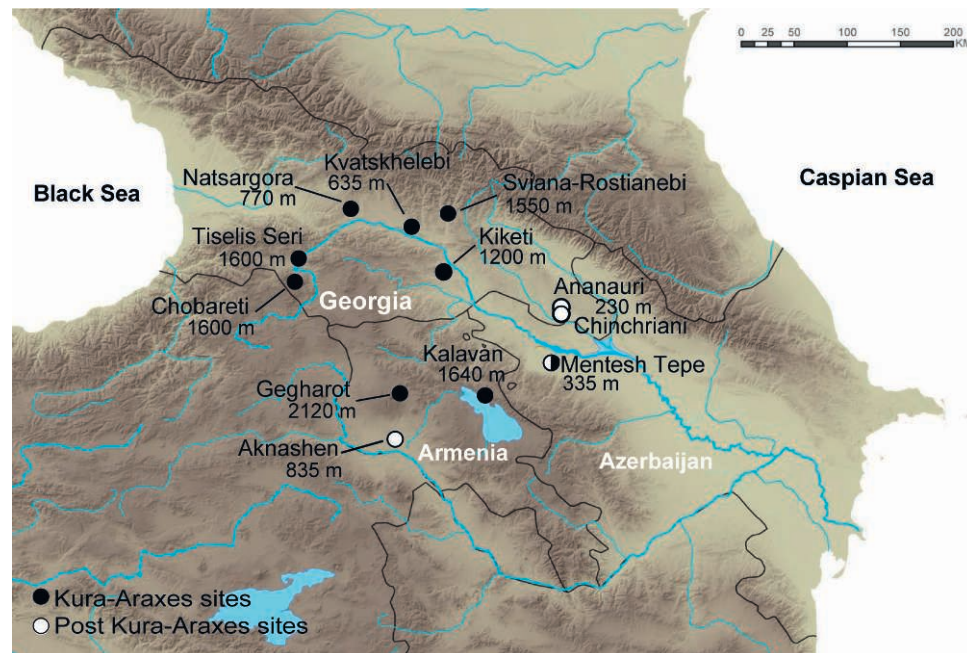 0 25 50 100 150 200
KM
Kvatskhelebi
635 m
Natsargora
770 m
Sviana-Rostianebi
1550 m
Black Sea
Caspian Sea
Tiselis Seri
1600 m
Kiketi
1200 m
Chobareti
1600 m
Georgia
Ananauri
230 m
Chinchriani
Kalavan
1640 m
Mentesh Tepe
335 m
Gegharot
2120 m
Aknashen
835 m
Armenia
Azerbaijan
Kura-Araxes sites
Post Kura-Araxes sites